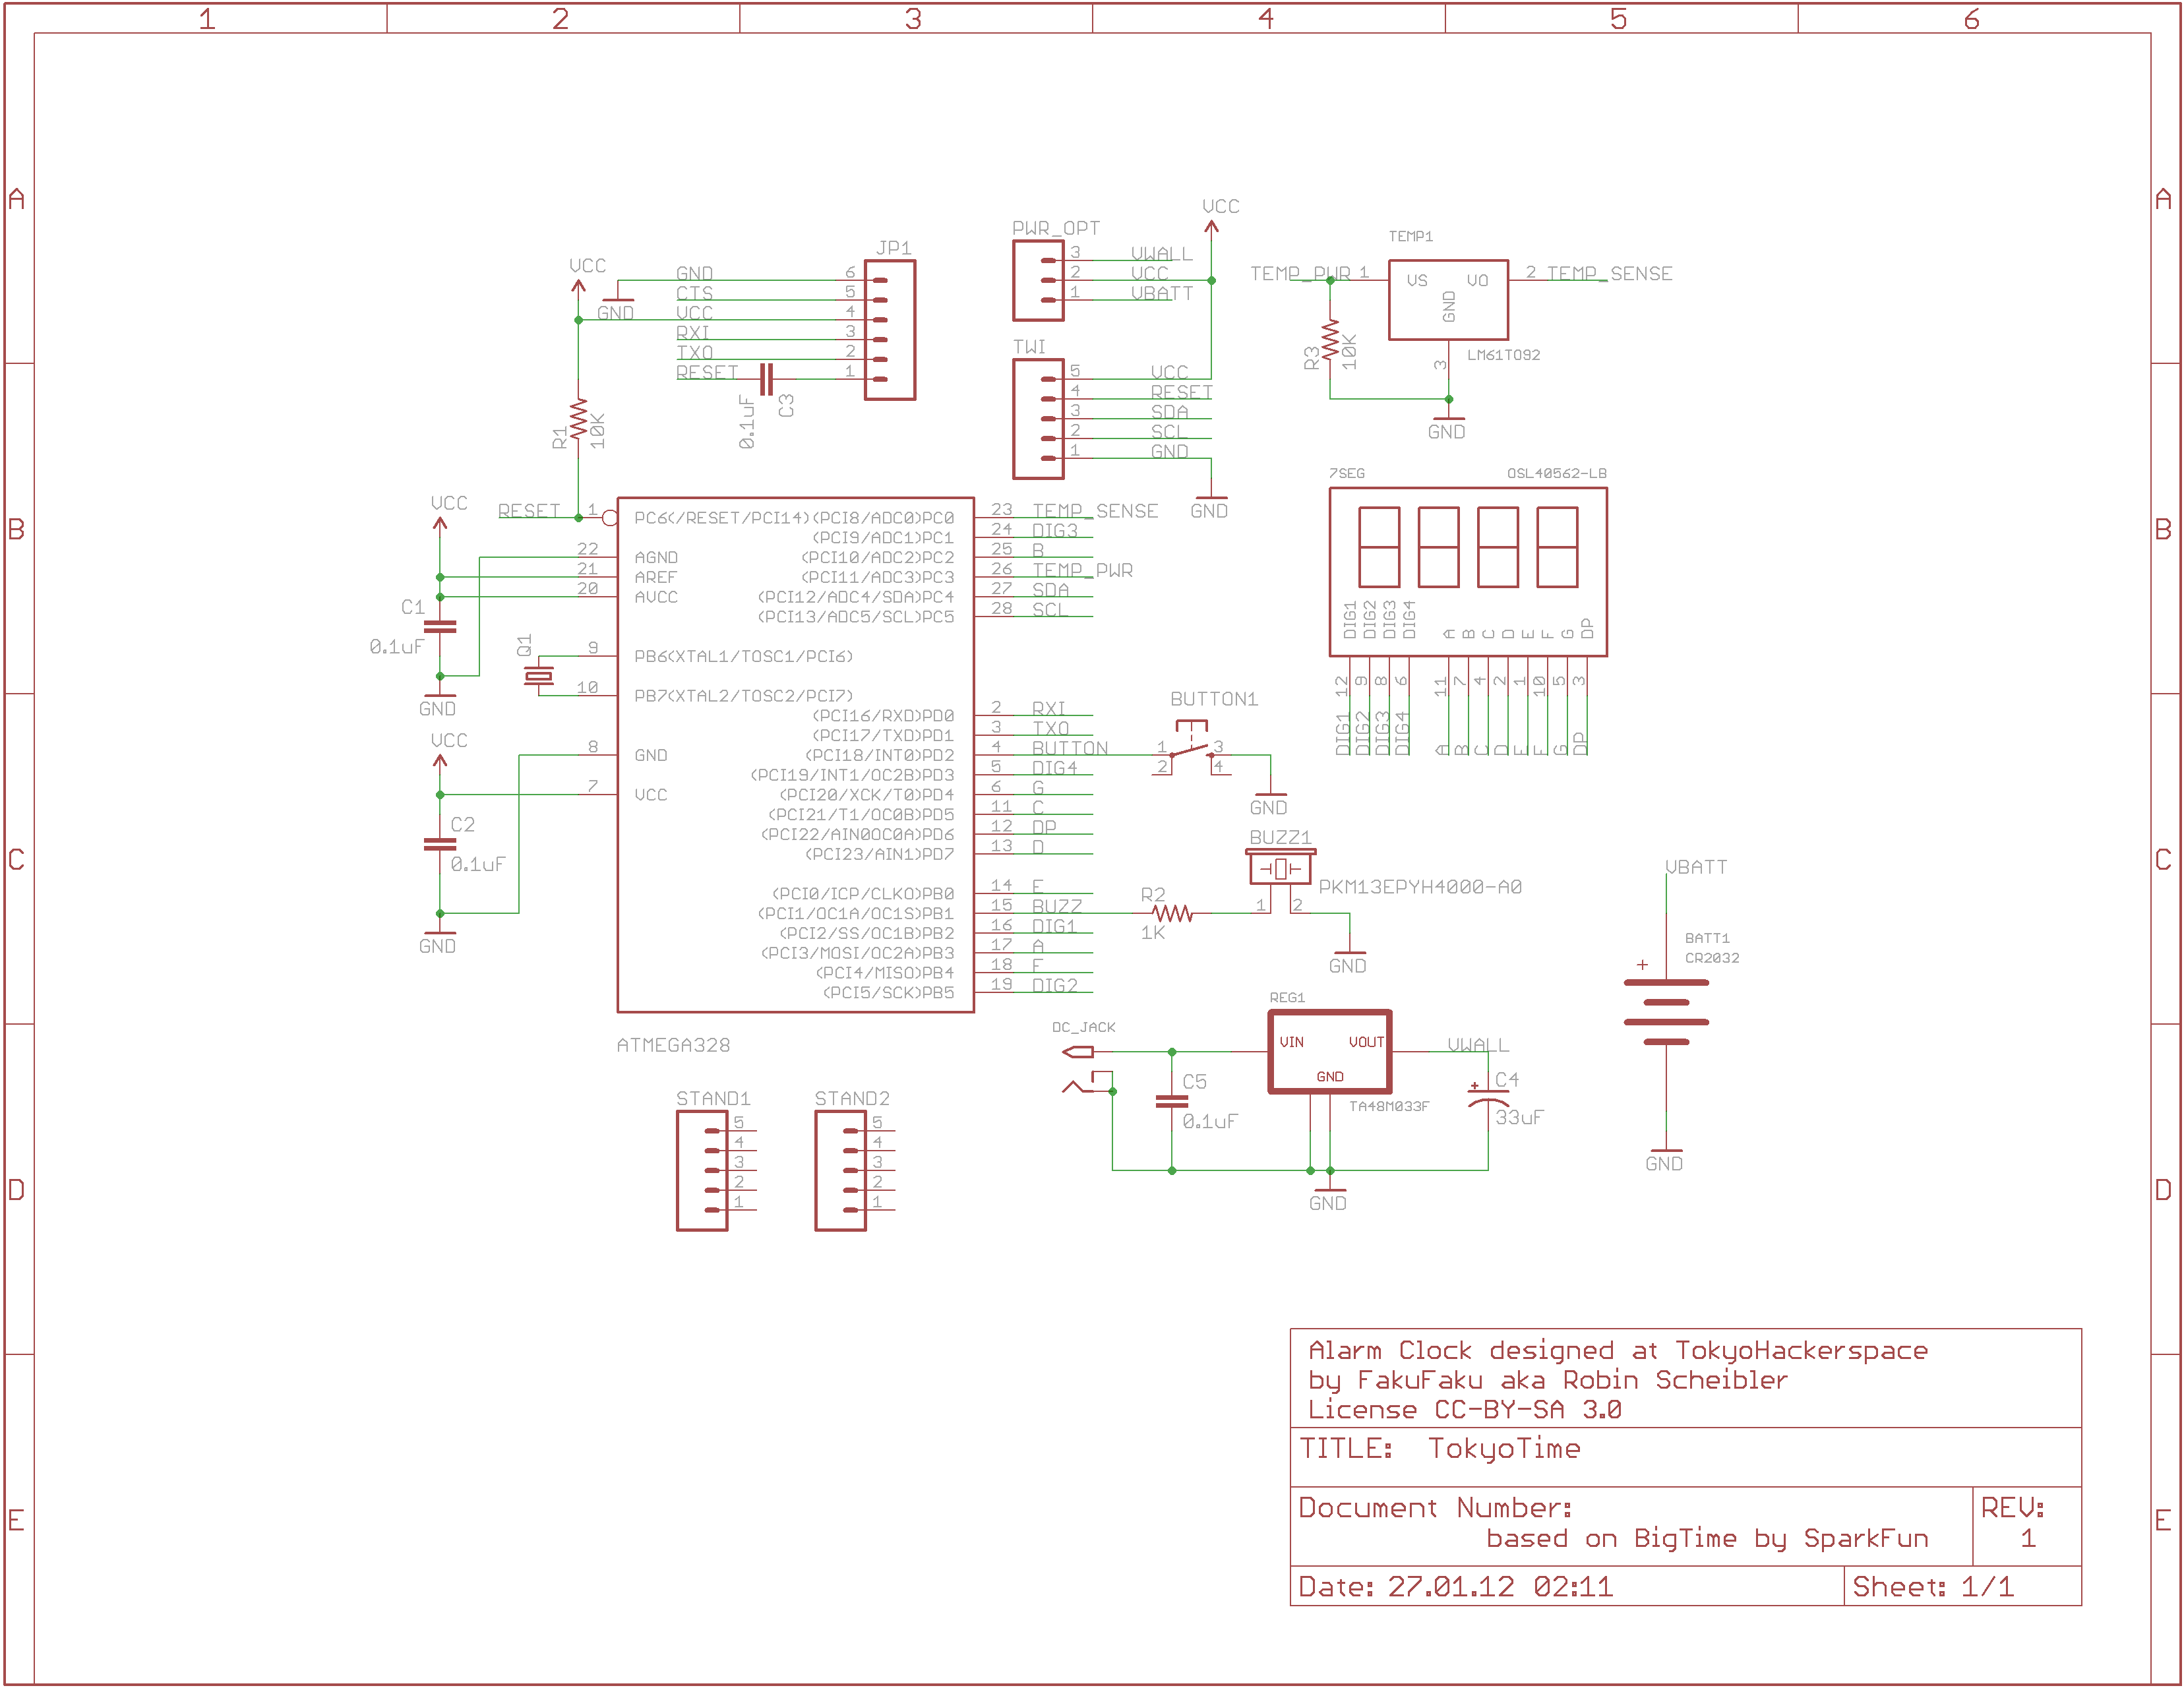 1 2 3 4 5 6
A A
B B
C C
D D
E E
VCC
GND
JP1
GND 6
CTS 5
VCC 4
RXI 3
TXO 2
RESET 1
0.1uF
C3
R1
10K
PWR_OPT
3 VWALL
2 VCC
1 VBATT
VCC
TWI
5 VCC
4 RESET
3 SDA
2 SCL
1 GND
GND
TEMP1
TEMP_PWR 1 VS VO 2 TEMP_SENSE
GND
3
R3
10K
LM61TO92
GND
7SEG OSL40562-LB
DIG1 DIG2 DIG3 DIG4 A B C D E F G DP
12 9 8 6 11 7 4 2 1 10 5 3
DIG1 DIG2 DIG3 DIG4 A B C D E F G DP
VCC
C1
0.1uF
GND
Q1
VCC
C2
0.1uF
GND
RESET 1 PC6(/RESET/PCI14)
22 AGND
21 AREF
20 AVCC
9 PB6(XTAL1/TOSC1/PCI6)
10 PB7(XTAL2/TOSC2/PCI7)
8 GND
7 VCC
(PCI8/ADC0)PC0 23 TEMP_SENSE
(PCI9/ADC1)PC1 24 DIG3
(PCI10/ADC2)PC2 25 B
(PCI11/ADC3)PC3 26 TEMP_PWR
(PCI12/ADC4/SDA)PC4 27 SDA
(PCI13/ADC5/SCL)PC5 28 SCL
(PCI16/RXD)PD0 2 RXI
(PCI17/TXD)PD1 3 TXO
(PCI18/INT0)PD2 4 BUTTON
(PCI19/INT1/OC2B)PD3 5 DIG4
(PCI20/XCK/T0)PD4 6 G
(PCI21/T1/OC0B)PD5 11 C
(PCI22/AIN0OC0A)PD6 12 DP
(PCI23/AIN1)PD7 13 D
(PCI0/ICP/CLKO)PB0 14 E
(PCI1/OC1A/OC1S)PB1 15 BUZZ
(PCI2/SS/OC1B)PB2 16 DIG1
(PCI3/MOSI/OC2A)PB3 17 A
(PCI4/MISO)PB4 18 F
(PCI5/SCK)PB5 19 DIG2
ATMEGA328
BUTTON1
1 3
2 4
GND
BUZZ1
PKM13EPYH4000-A0
R2
1K
1 2
GND
VBATT
BATT1
CR2032
+
GND
DC_JACK
REG1
VIN VOUT
GND
TA48M033F
VWALL
C5
0.1uF
+
C4
33uF
GND
STAND1
5
4
3
2
1
STAND2
5
4
3
2
1
Alarm Clock designed at TokyoHackerspace
by FakuFaku aka Robin Scheibler
License CC-BY-SA 3.0
TITLE: TokyoTime
Document Number:
based on BigTime by SparkFun
REV:
1
Date: 27.01.12 02:11
Sheet: 1/1